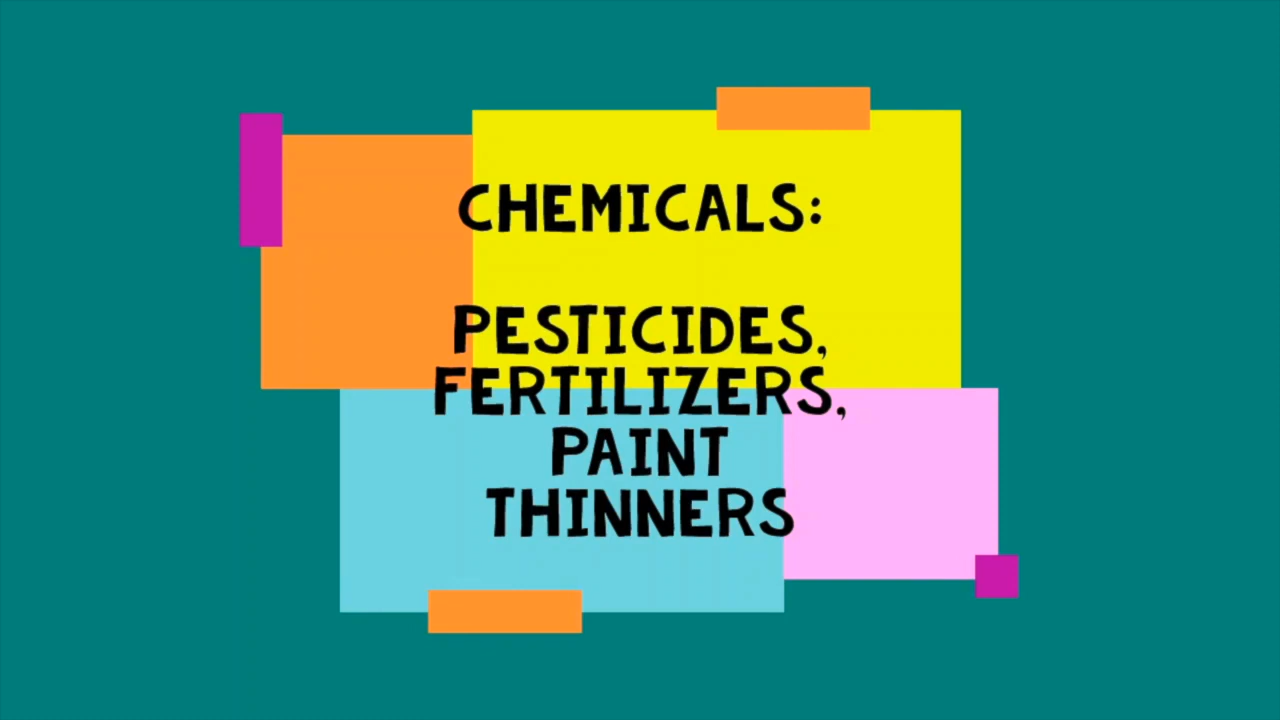 CHEMICALS:
PESTICIDES,
FERTILIZERS,
PAINT
THINNERS